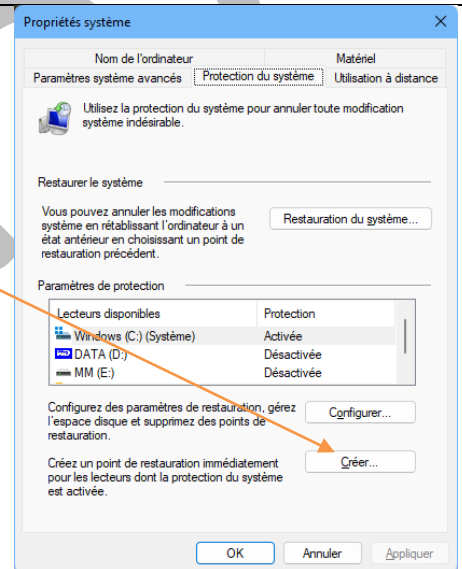 Propriétés système
Nom de l'ordinateur
Matériel
Paramètres système avancés
Protection du système
Utilisation à distance
Utilisez la protection du système pour annuler toute modification
système indésirable.
Restaurer le système
Vous pouvez annuler les modifications
système en rétablissant l'ordinateur à un
état antérieur en choisissant un point de
restauration précédent.
Restauration du système...
Paramètres de protection
Lecteurs disponibles
Protection
Windows (C:) (Système)
Activée
DATA (D:)
Désactivée
MM (E:)
Désactivée
Configurez des paramètres de restauration, gérez
l'espace disque et supprimez des points de
restauration.
Configurer...
Créez un point de restauration immédiatement
pour les lecteurs dont la protection du système
est activée.
Créer...
OK
Annuler
Appliquer